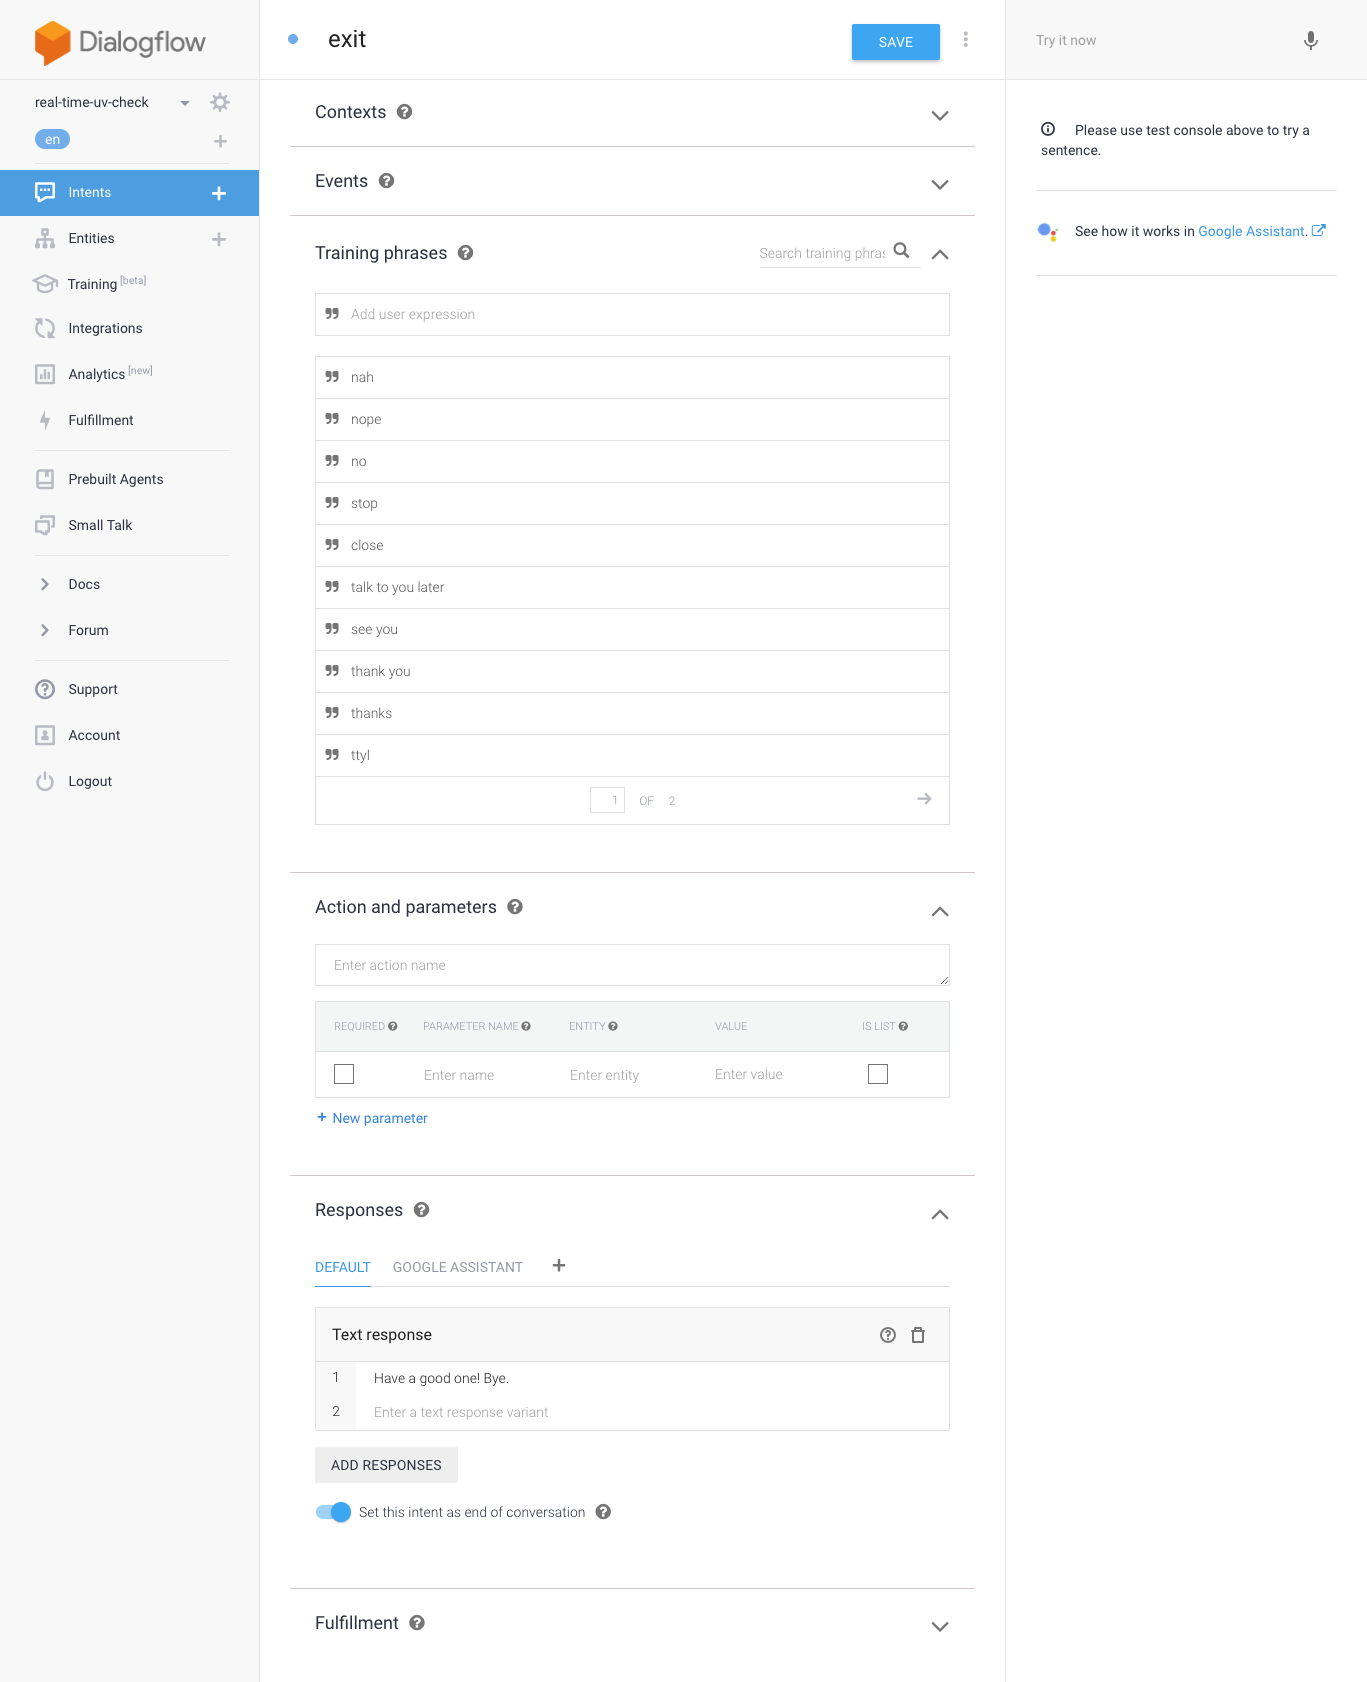 Dialogflow
real-time-uv-check
en
Intents
Entities
Training [beta]
Integrations
Analytics [new]
Fulfillment
Prebuilt Agents
Small Talk
Docs
Forum
Support
Account
Logout
exit
SAVE
Contexts
Events
Training phrases
Search training phras
Add user expression
nah
nope
no
stop
close
talk to you later
see you
thank you
thanks
ttyl
1 OF 2
Action and parameters
Enter action name
REQUIRED PARAMETER NAME ENTITY VALUE IS LIST
Enter name Enter entity Enter value
+ New parameter
Responses
DEFAULT GOOGLE ASSISTANT
Text response
1 Have a good one! Bye.
2 Enter a text response variant
ADD RESPONSES
Set this intent as end of conversation
Fulfillment
Try it now
Please use test console above to try a
sentence.
See how it works in Google Assistant.